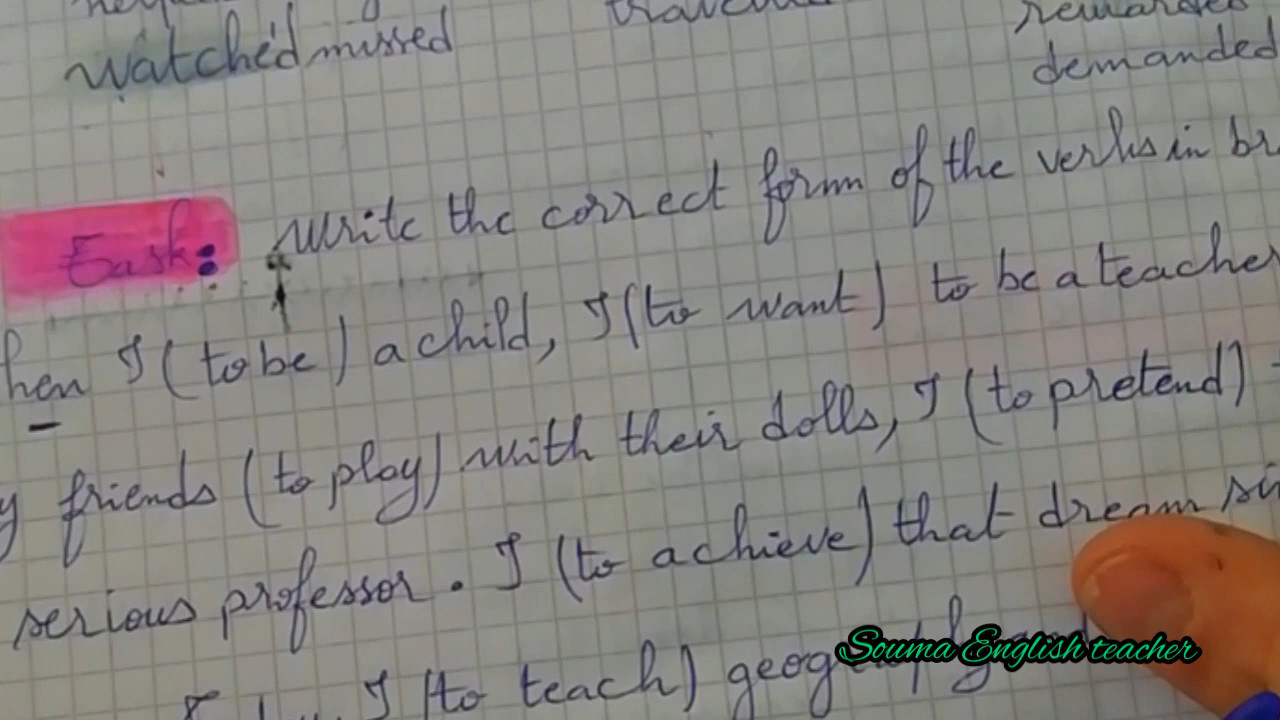 watched missed
demanded
Task: write the correct form of the verbs in br
hen I (to be) a child, I (to want) to be a teacher
y friends (to play) with their dolls, I (to pretend)
serious professor. I (to achieve) that dream si
I (to teach) geography
Souma English teacher